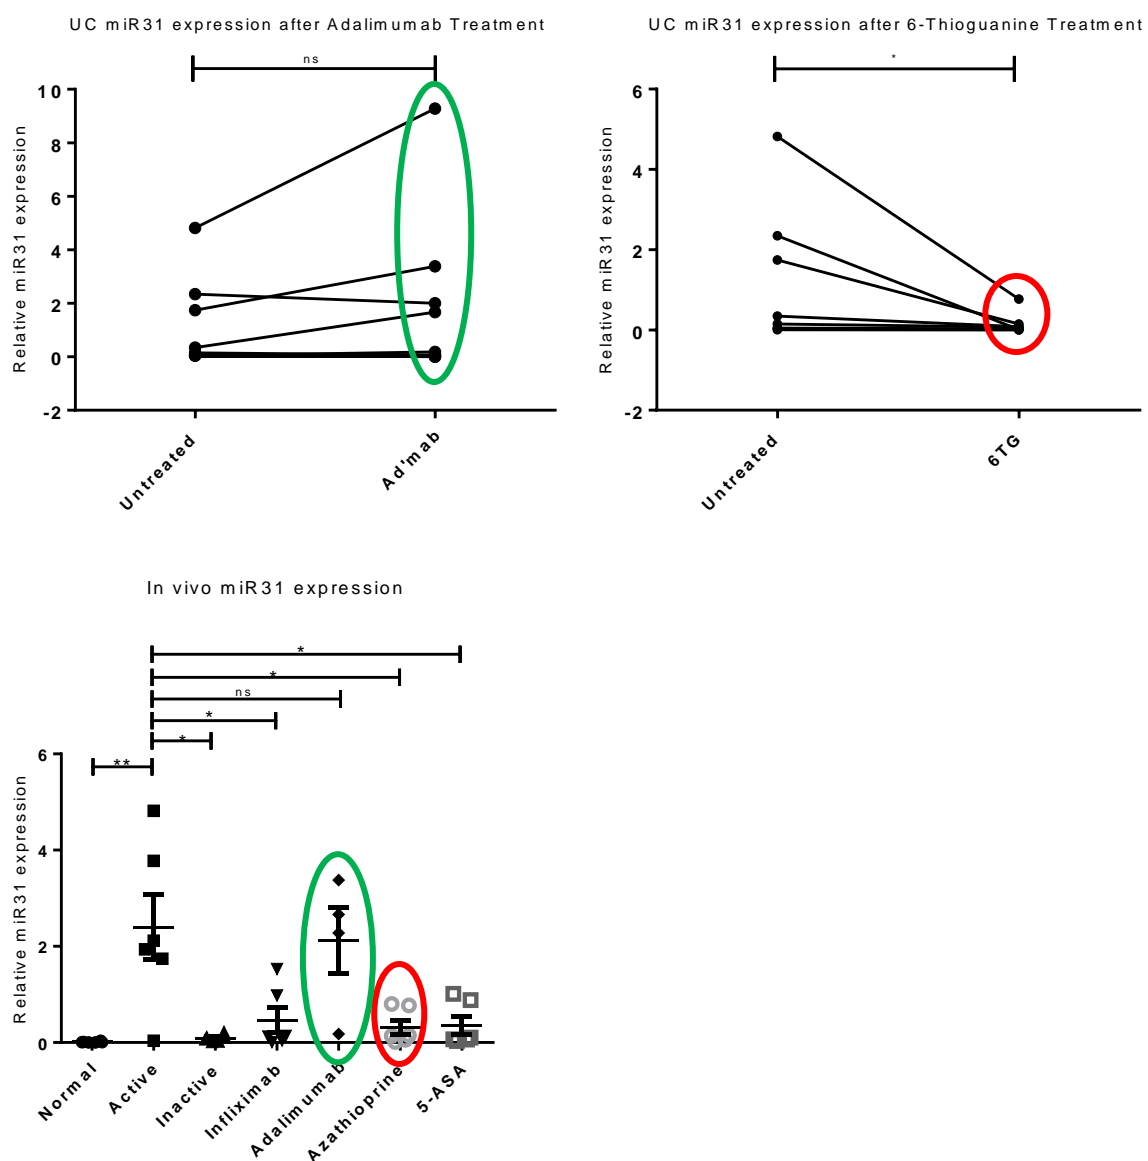 UC miR31 expression after Adalimumab Treatment
ns
10
8
6
4
2
0
-2
Relative miR31 expression
Untreated
Ad'mab
UC miR31 expression after 6-Thioguanine Treatment
*
6
4
2
0
-2
Relative miR31 expression
Untreated
6TG
In vivo miR31 expression
*
*
ns
*
*
**
6
4
2
0
Relative miR31 expression
Normal
Active
Inactive
Infliximab
Adalimumab
Azathioprine
5-ASA